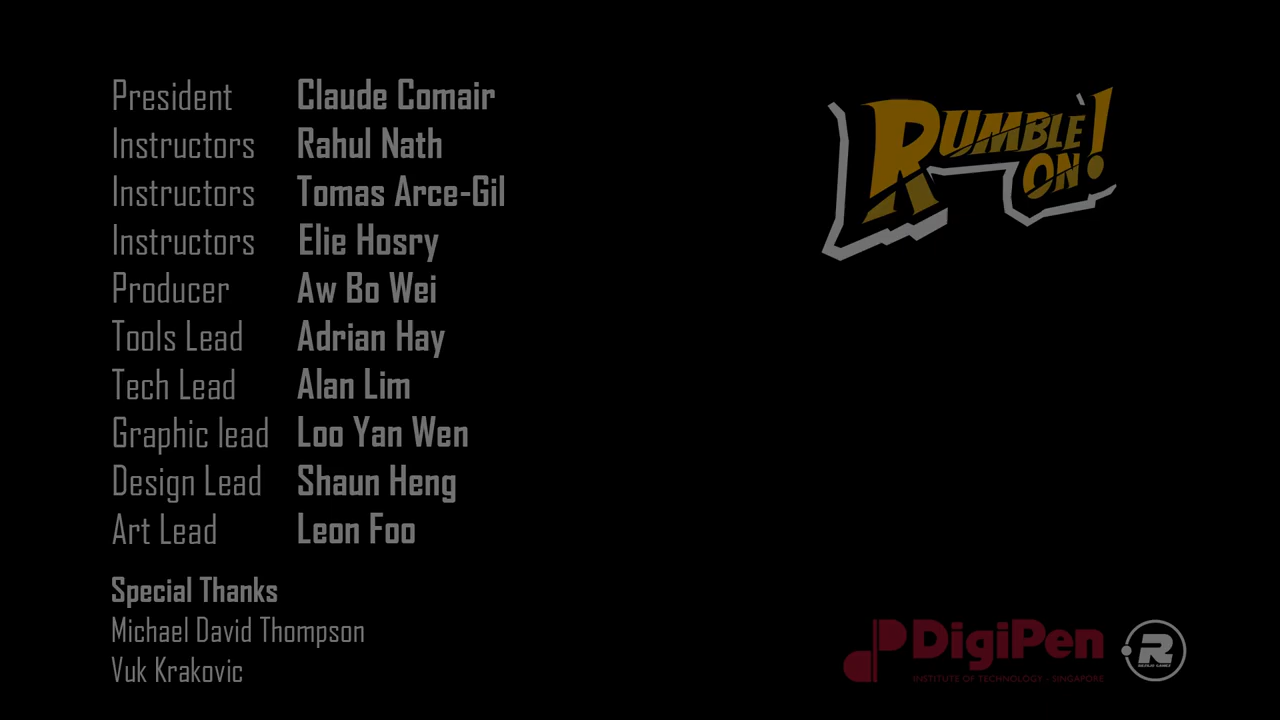 President Claude Comair
Instructors Rahul Nath
Instructors Tomas Arce-Gil
Instructors Elie Hosry
Producer Aw Bo Wei
Tools Lead Adrian Hay
Tech Lead Alan Lim
Graphic lead Loo Yan Wen
Design Lead Shaun Heng
Art Lead Leon Foo
Special Thanks
Michael David Thompson
Vuk Krakovic
RUMBLE
ON!
DigiPen
INSTITUTE OF TECHNOLOGY - SINGAPORE
R